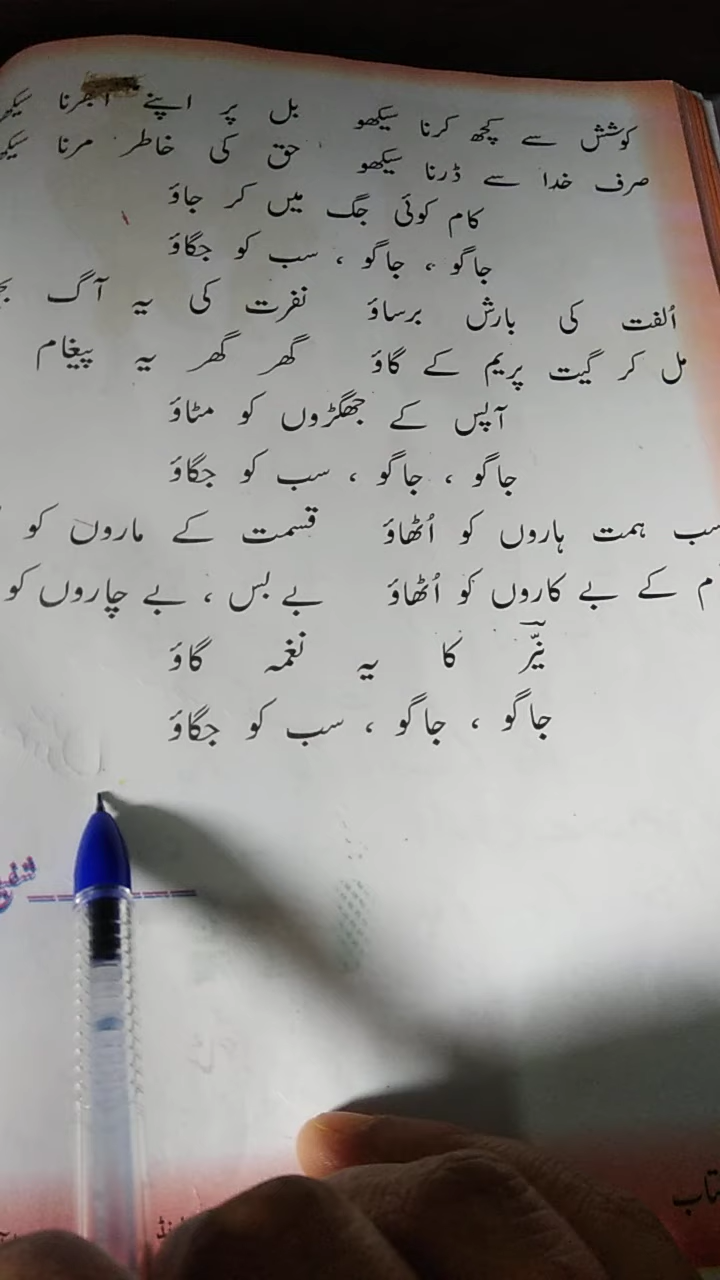 کوشش سے کچھ کرنا سیکھو بل پر اپنے ابھرنا
صرف خدا سے ڈرنا سیکھو حق کی خاطر مرنا
کام کوئی جگ میں کر جاؤ
جاگو ، جاگو ، سب کو جگاؤ
اُلفت کی بارش برساؤ نفرت کی یہ آگ
مل کر گیت پریم کے گاؤ گھر گھر یہ پیغام
آپس کے جھگڑوں کو مٹاؤ
جاگو ، جاگو ، سب کو جگاؤ
سب ہمت ہاروں کو اُٹھاؤ قسمت کے ماروں کو
کے بے کاروں کو اُٹھاؤ بے بس ، بے چاروں کو
نیّر کا یہ نغمہ گاؤ
جاگو ، جاگو ، سب کو جگاؤ